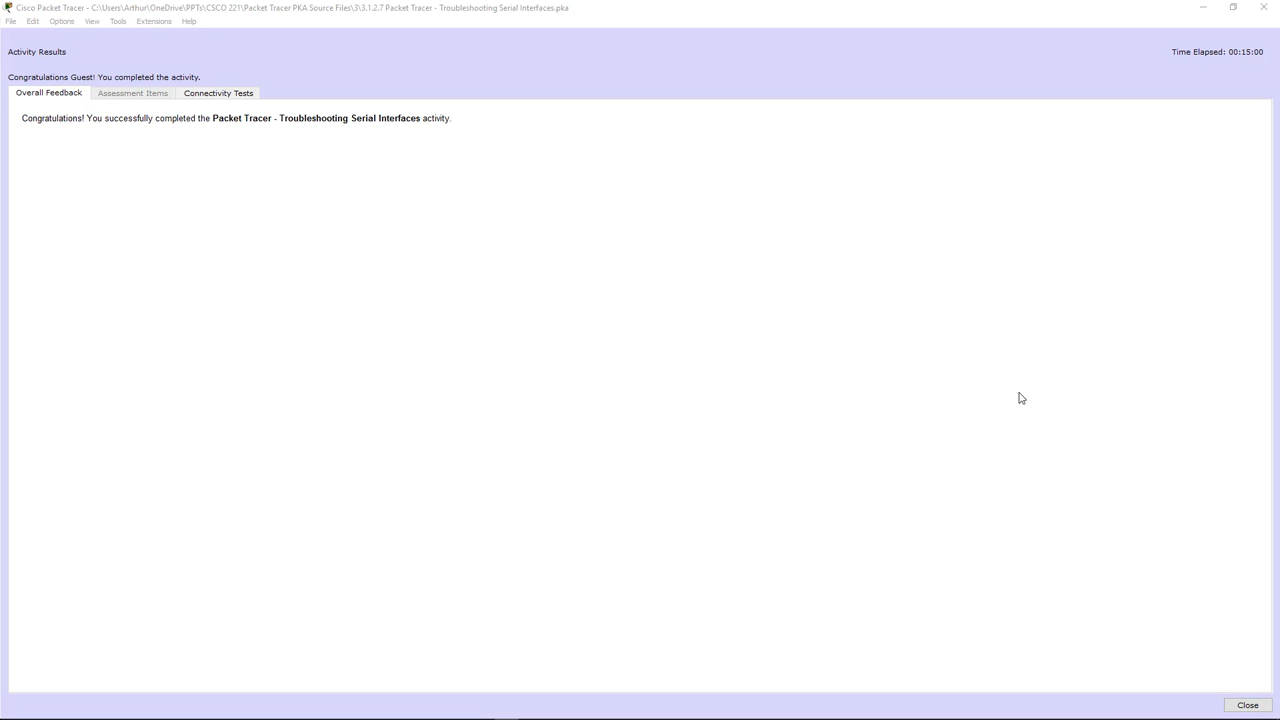 Cisco Packet Tracer - C:\Users\Arthur\OneDrive\PPTs\CSCO 221\Packet Tracer PKA Source Files\3\3.1.2.7 Packet Tracer - Troubleshooting Serial Interfaces.pka
File Edit Options View Tools Extensions Help
Activity Results Time Elapsed: 00:15:00
Congratulations Guest! You completed the activity.
Overall Feedback Assessment Items Connectivity Tests
Congratulations! You successfully completed the Packet Tracer - Troubleshooting Serial Interfaces activity.
Close